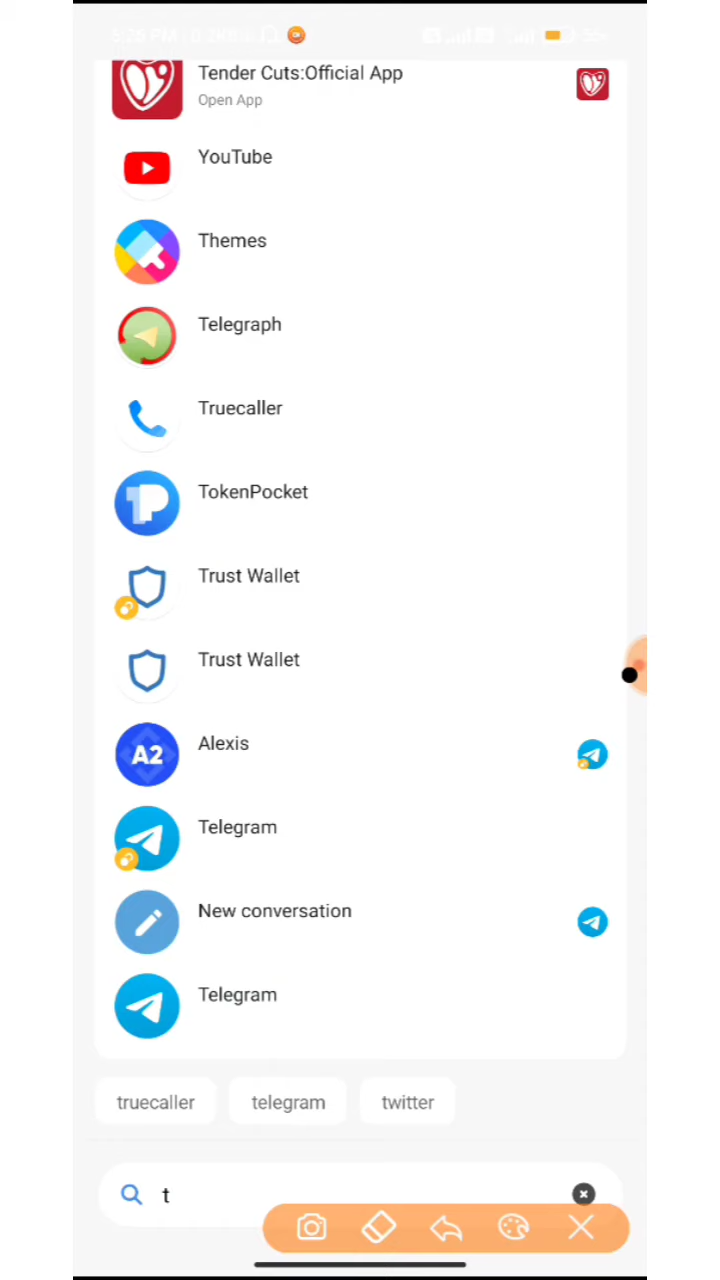 Tender Cuts:Official App
Open App
YouTube
Themes
Telegraph
Truecaller
TokenPocket
Trust Wallet
Trust Wallet
A2
Alexis
Telegram
New conversation
Telegram
truecaller
telegram
twitter
t